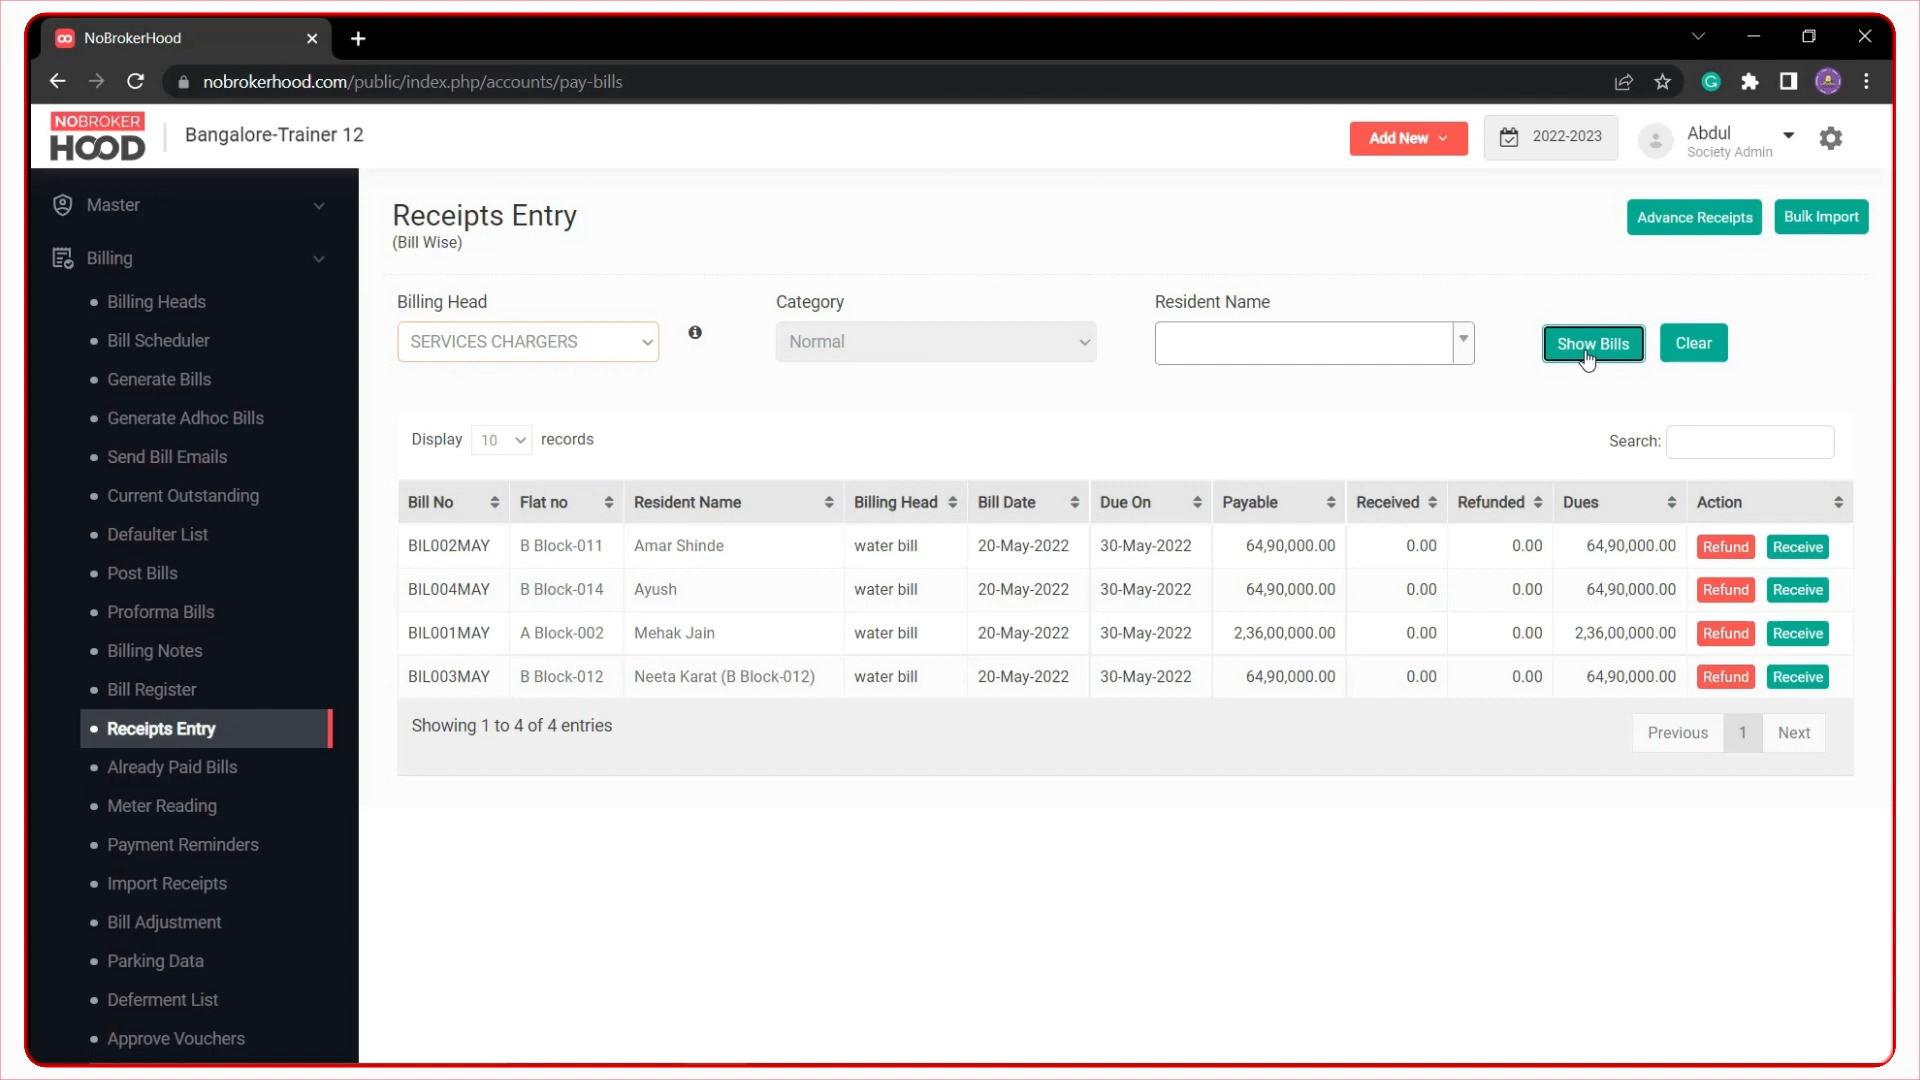 NoBrokerHood
nobrokerhood.com/public/index.php/accounts/pay-bills
NOBROKER
HOOD
Bangalore-Trainer 12
Add New
2022-2023
Abdul
Society Admin
Master
Billing
Billing Heads
Bill Scheduler
Generate Bills
Generate Adhoc Bills
Send Bill Emails
Current Outstanding
Defaulter List
Post Bills
Proforma Bills
Billing Notes
Bill Register
Receipts Entry
Already Paid Bills
Meter Reading
Payment Reminders
Import Receipts
Bill Adjustment
Parking Data
Deferment List
Approve Vouchers
Receipts Entry
(Bill Wise)
Advance Receipts Bulk Import
Billing Head Category Resident Name
SERVICES CHARGERS Normal Show Bills Clear
Display 10 records Search:
Bill No Flat no Resident Name Billing Head Bill Date Due On Payable Received Refunded Dues Action
BIL002MAY B Block-011 Amar Shinde water bill 20-May-2022 30-May-2022 64,90,000.00 0.00 0.00 64,90,000.00 Refund Receive
BIL004MAY B Block-014 Ayush water bill 20-May-2022 30-May-2022 64,90,000.00 0.00 0.00 64,90,000.00 Refund Receive
BIL001MAY A Block-002 Mehak Jain water bill 20-May-2022 30-May-2022 2,36,00,000.00 0.00 0.00 2,36,00,000.00 Refund Receive
BIL003MAY B Block-012 Neeta Karat (B Block-012) water bill 20-May-2022 30-May-2022 64,90,000.00 0.00 0.00 64,90,000.00 Refund Receive
Showing 1 to 4 of 4 entries
Previous 1 Next